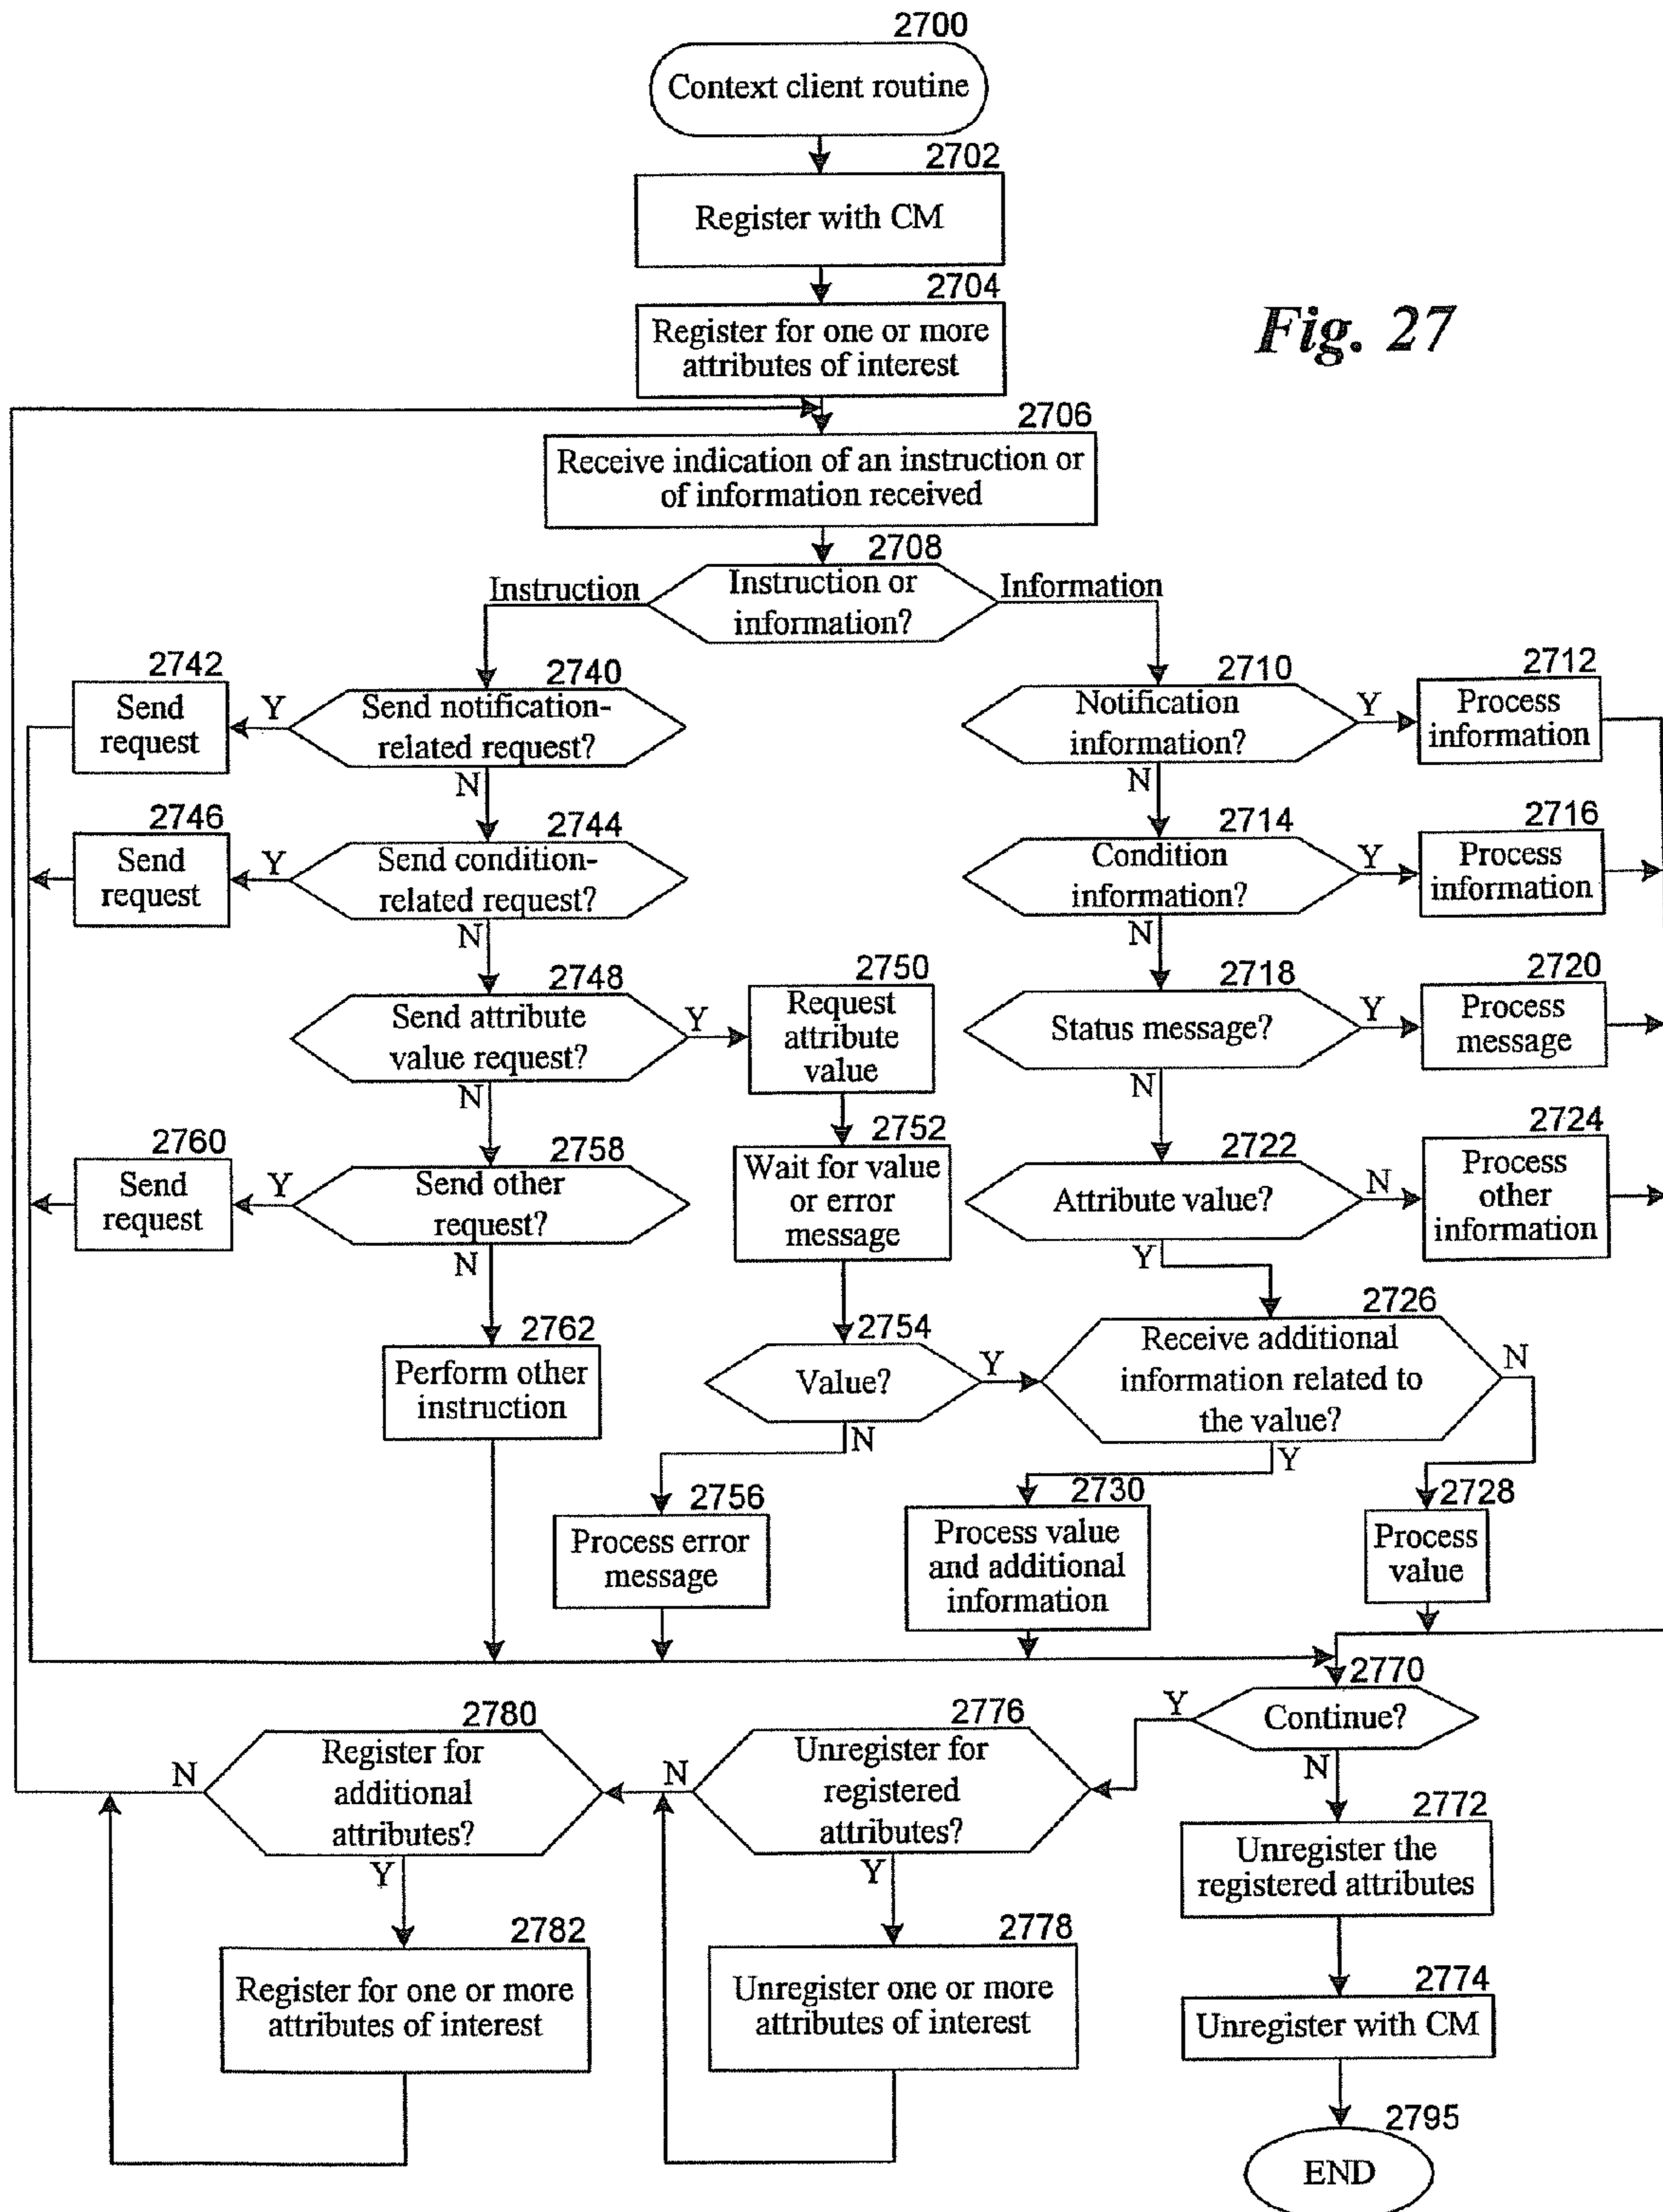 2700
Context client routine
2702
Register with CM
2704
Register for one or more
attributes of interest
Fig. 27
2706
Receive indication of an instruction or
of information received
2708
Instruction or
information?
Instruction
Information
2742
Send
request
Y
2740
Send notification-
related request?
N
2710
Notification
information?
Y
N
2712
Process
information
2746
Send
request
Y
2744
Send condition-
related request?
N
2714
Condition
information?
Y
N
2716
Process
information
2748
Send attribute
value request?
Y
N
2750
Request
attribute
value
2718
Status message?
Y
N
2720
Process
message
2760
Send
request
Y
2758
Send other
request?
N
2752
Wait for value
or error
message
2722
Attribute value?
N
Y
2724
Process
other
information
2762
Perform other
instruction
2754
Value?
Y
N
2726
Receive additional
information related to
the value?
N
Y
2756
Process error
message
2730
Process value
and additional
information
2728
Process
value
2770
Continue?
Y
N
2780
Register for
additional
attributes?
N
Y
2776
Unregister for
registered
attributes?
N
Y
2772
Unregister the
registered attributes
2782
Register for one or more
attributes of interest
2778
Unregister one or more
attributes of interest
2774
Unregister with CM
2795
END